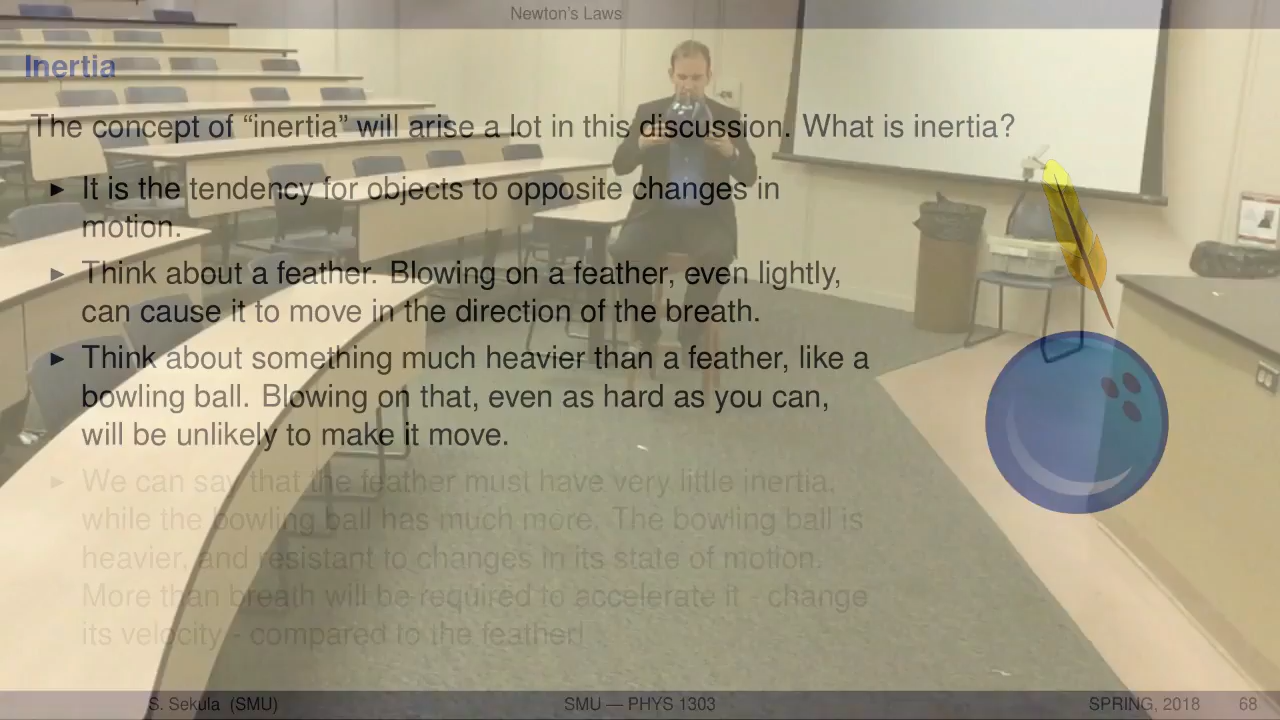 Newton's Laws
Inertia
The concept of “inertia” will arise a lot in this discussion. What is inertia?
► It is the tendency for objects to opposite changes in
motion.
► Think about a feather. Blowing on a feather, even lightly,
can cause it to move in the direction of the breath.
► Think about something much heavier than a feather, like a
bowling ball. Blowing on that, even as hard as you can,
will be unlikely to make it move.
► We can say that the feather must have very little inertia,
while the bowling ball has much more. The bowling ball is
heavier, and resistant to changes in its state of motion.
More than breath will be required to accelerate it - change
its velocity - compared to the feather!
S. Sekula (SMU)
SMU — PHYS 1303
SPRING, 2018
68